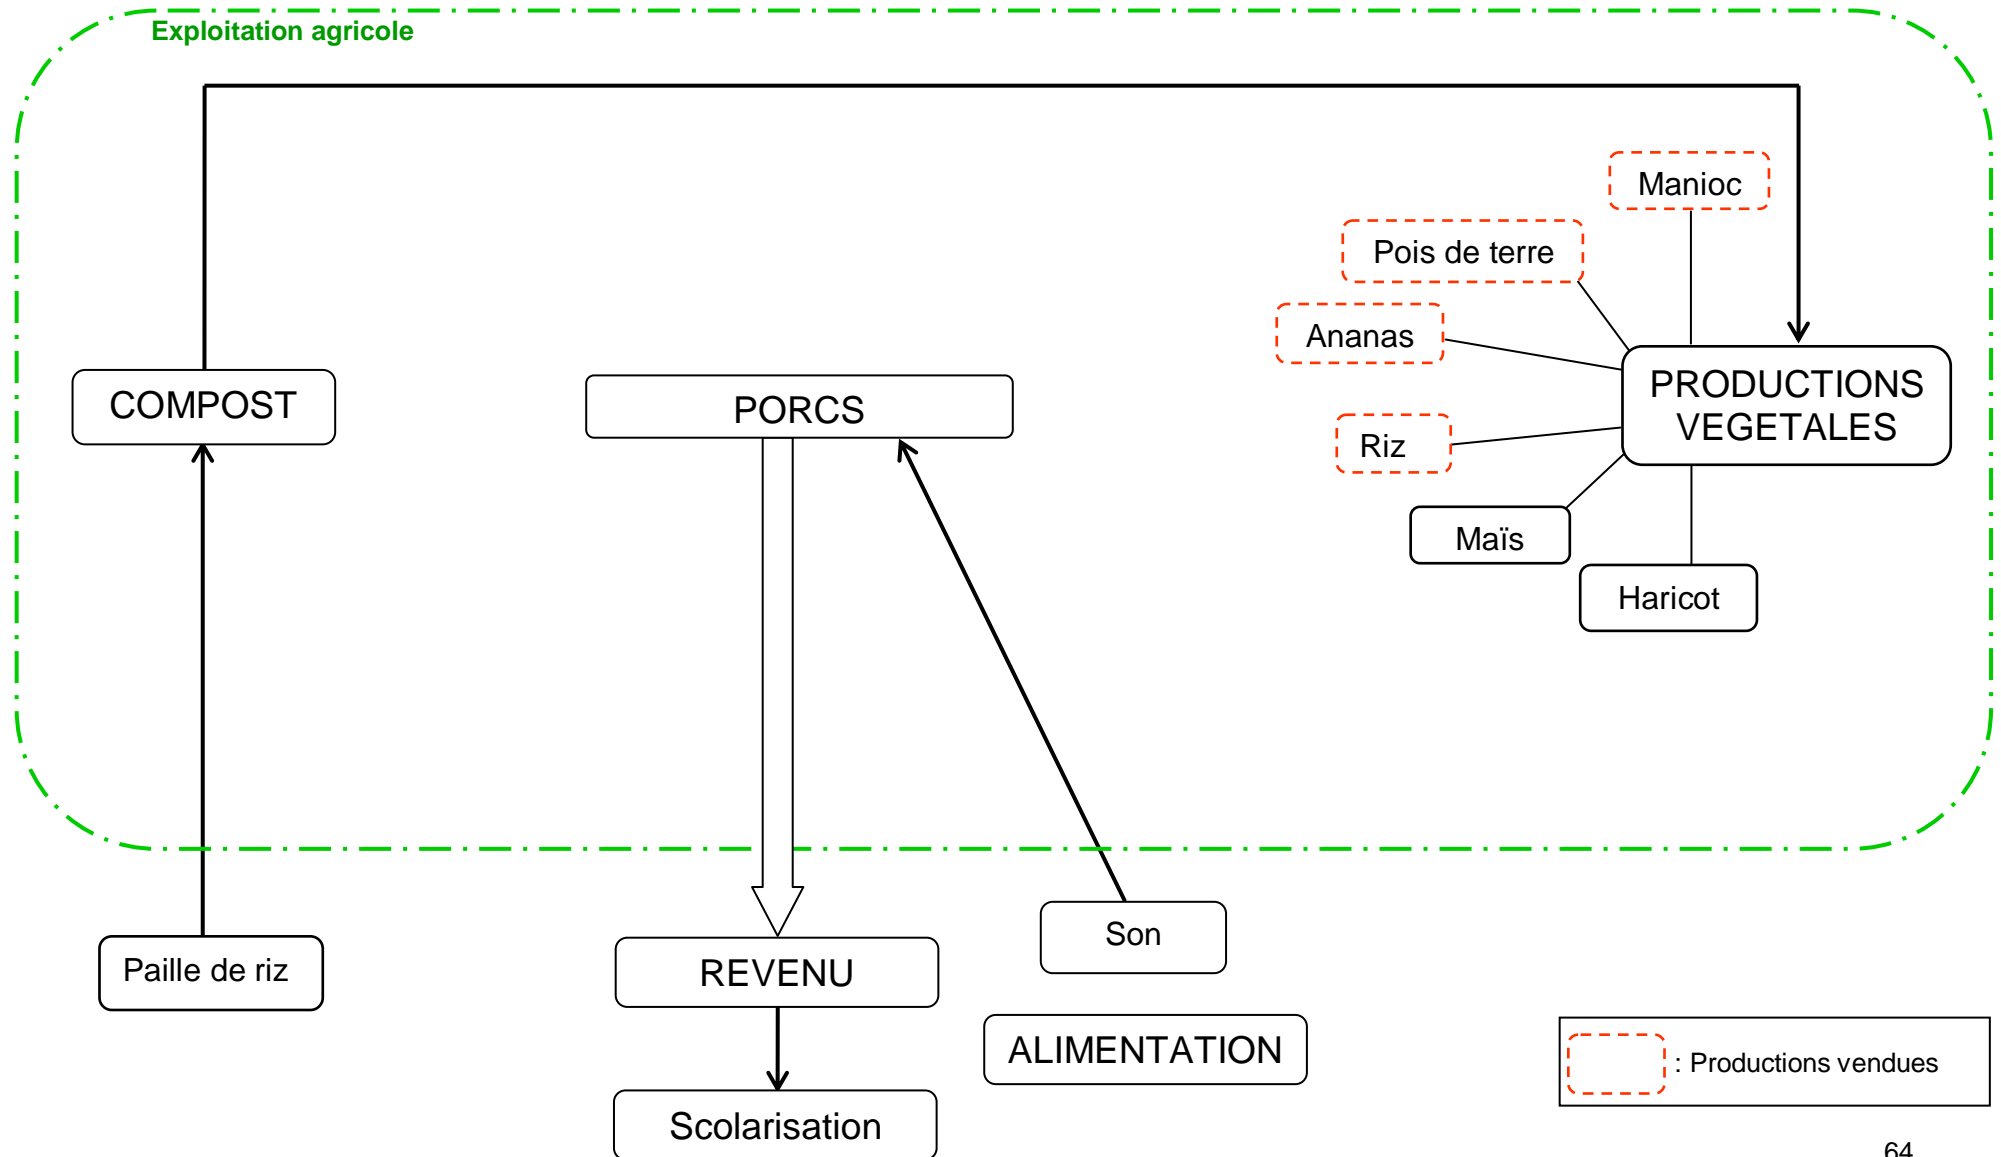 Exploitation agricole
Manioc
Pois de terre
Ananas
COMPOST
PORCS
PRODUCTIONS
VEGETALES
Riz
Maïs
Haricot
Son
Paille de riz
REVENU
ALIMENTATION
: Productions vendues
Scolarisation
64